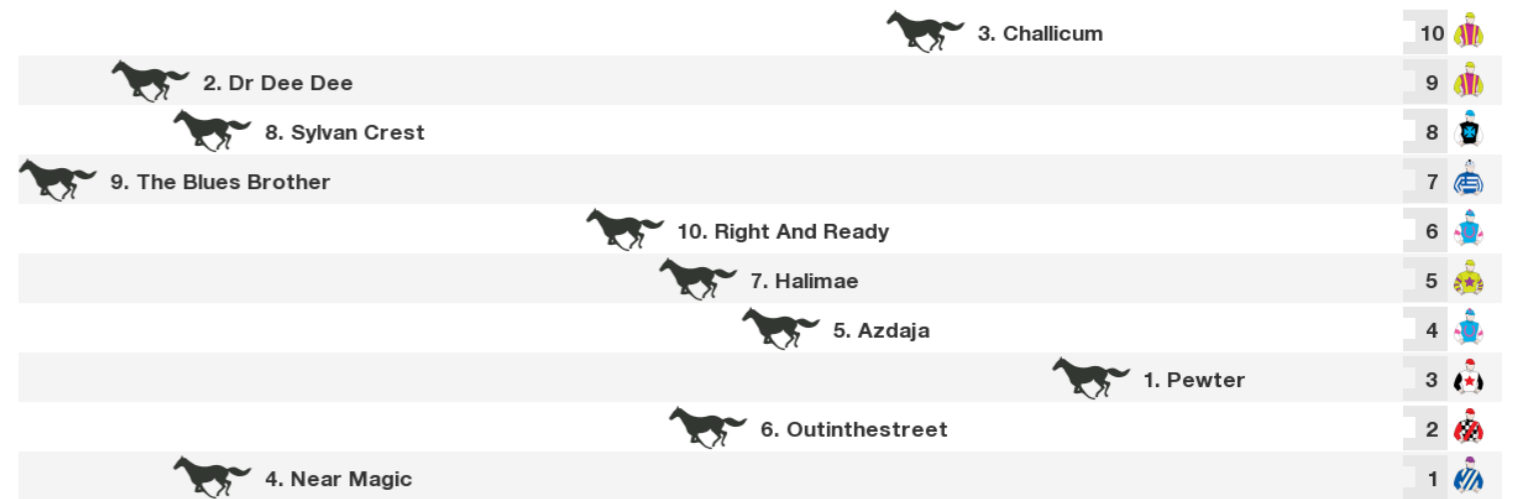 3. Challicum 10
2. Dr Dee Dee 9
8. Sylvan Crest 8
9. The Blues Brother 7
10. Right And Ready 6
7. Halimae 5
5. Azdaja 4
1. Pewter 3
6. Outinthestreet 2
4. Near Magic 1